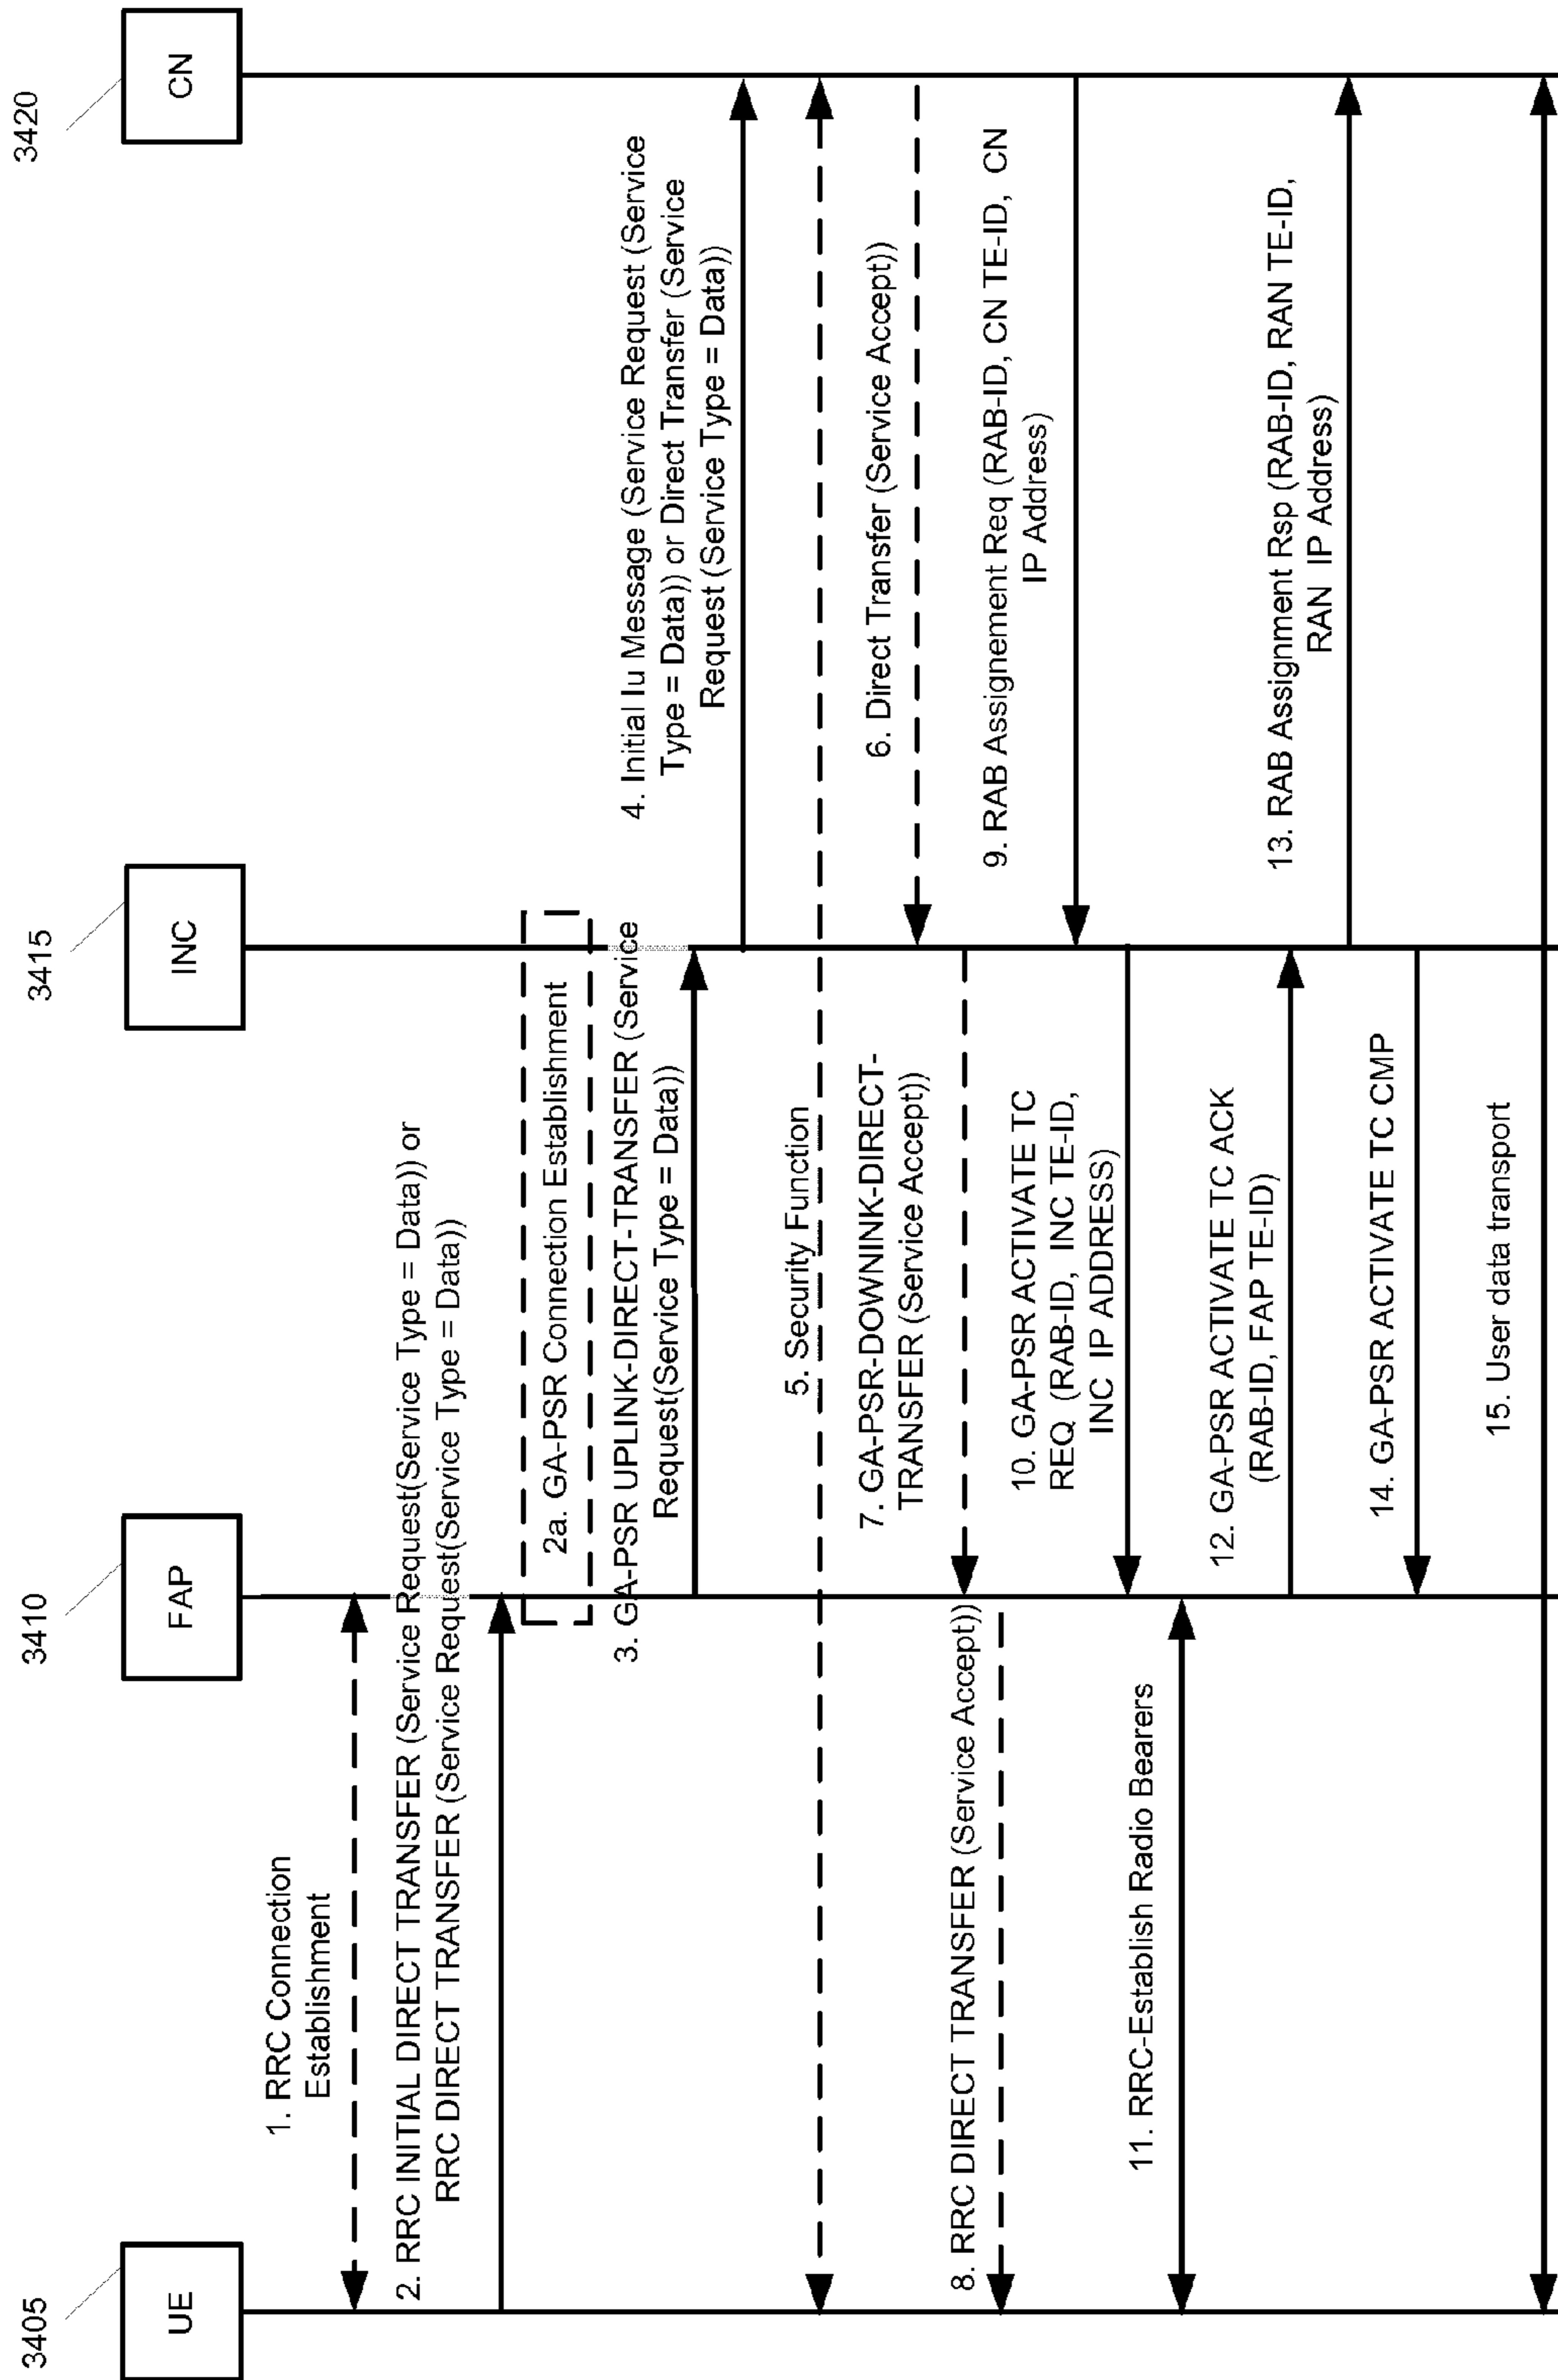 3405
3410
3415
3420
UE
FAP
INC
CN
1. RRC Connection
Establishment
2. RRC INITIAL DIRECT TRANSFER (Service Request(Service Type = Data)) or
RRC DIRECT TRANSFER (Service Request(Service Type = Data))
2a. GA-PSR Connection Establishment
3. GA-PSR UPLINK-DIRECT-TRANSFER (Service
Request(Service Type = Data))
4. Initial Iu Message (Service Request (Service
Type = Data)) or Direct Transfer (Service
Request (Service Type = Data))
5. Security Function
6. Direct Transfer (Service Accept))
7. GA-PSR-DOWNINK-DIRECT-
TRANSFER (Service Accept))
8. RRC DIRECT TRANSFER (Service Accept))
9. RAB Assignement Req (RAB-ID, CN TE-ID, CN
IP Address)
10. GA-PSR ACTIVATE TC
REQ (RAB-ID, INC TE-ID,
INC IP ADDRESS)
11. RRC-Establish Radio Bearers
12. GA-PSR ACTIVATE TC ACK
(RAB-ID, FAP TE-ID)
13. RAB Assignment Rsp (RAB-ID, RAN TE-ID,
RAN IP Address)
14. GA-PSR ACTIVATE TC CMP
15. User data transport